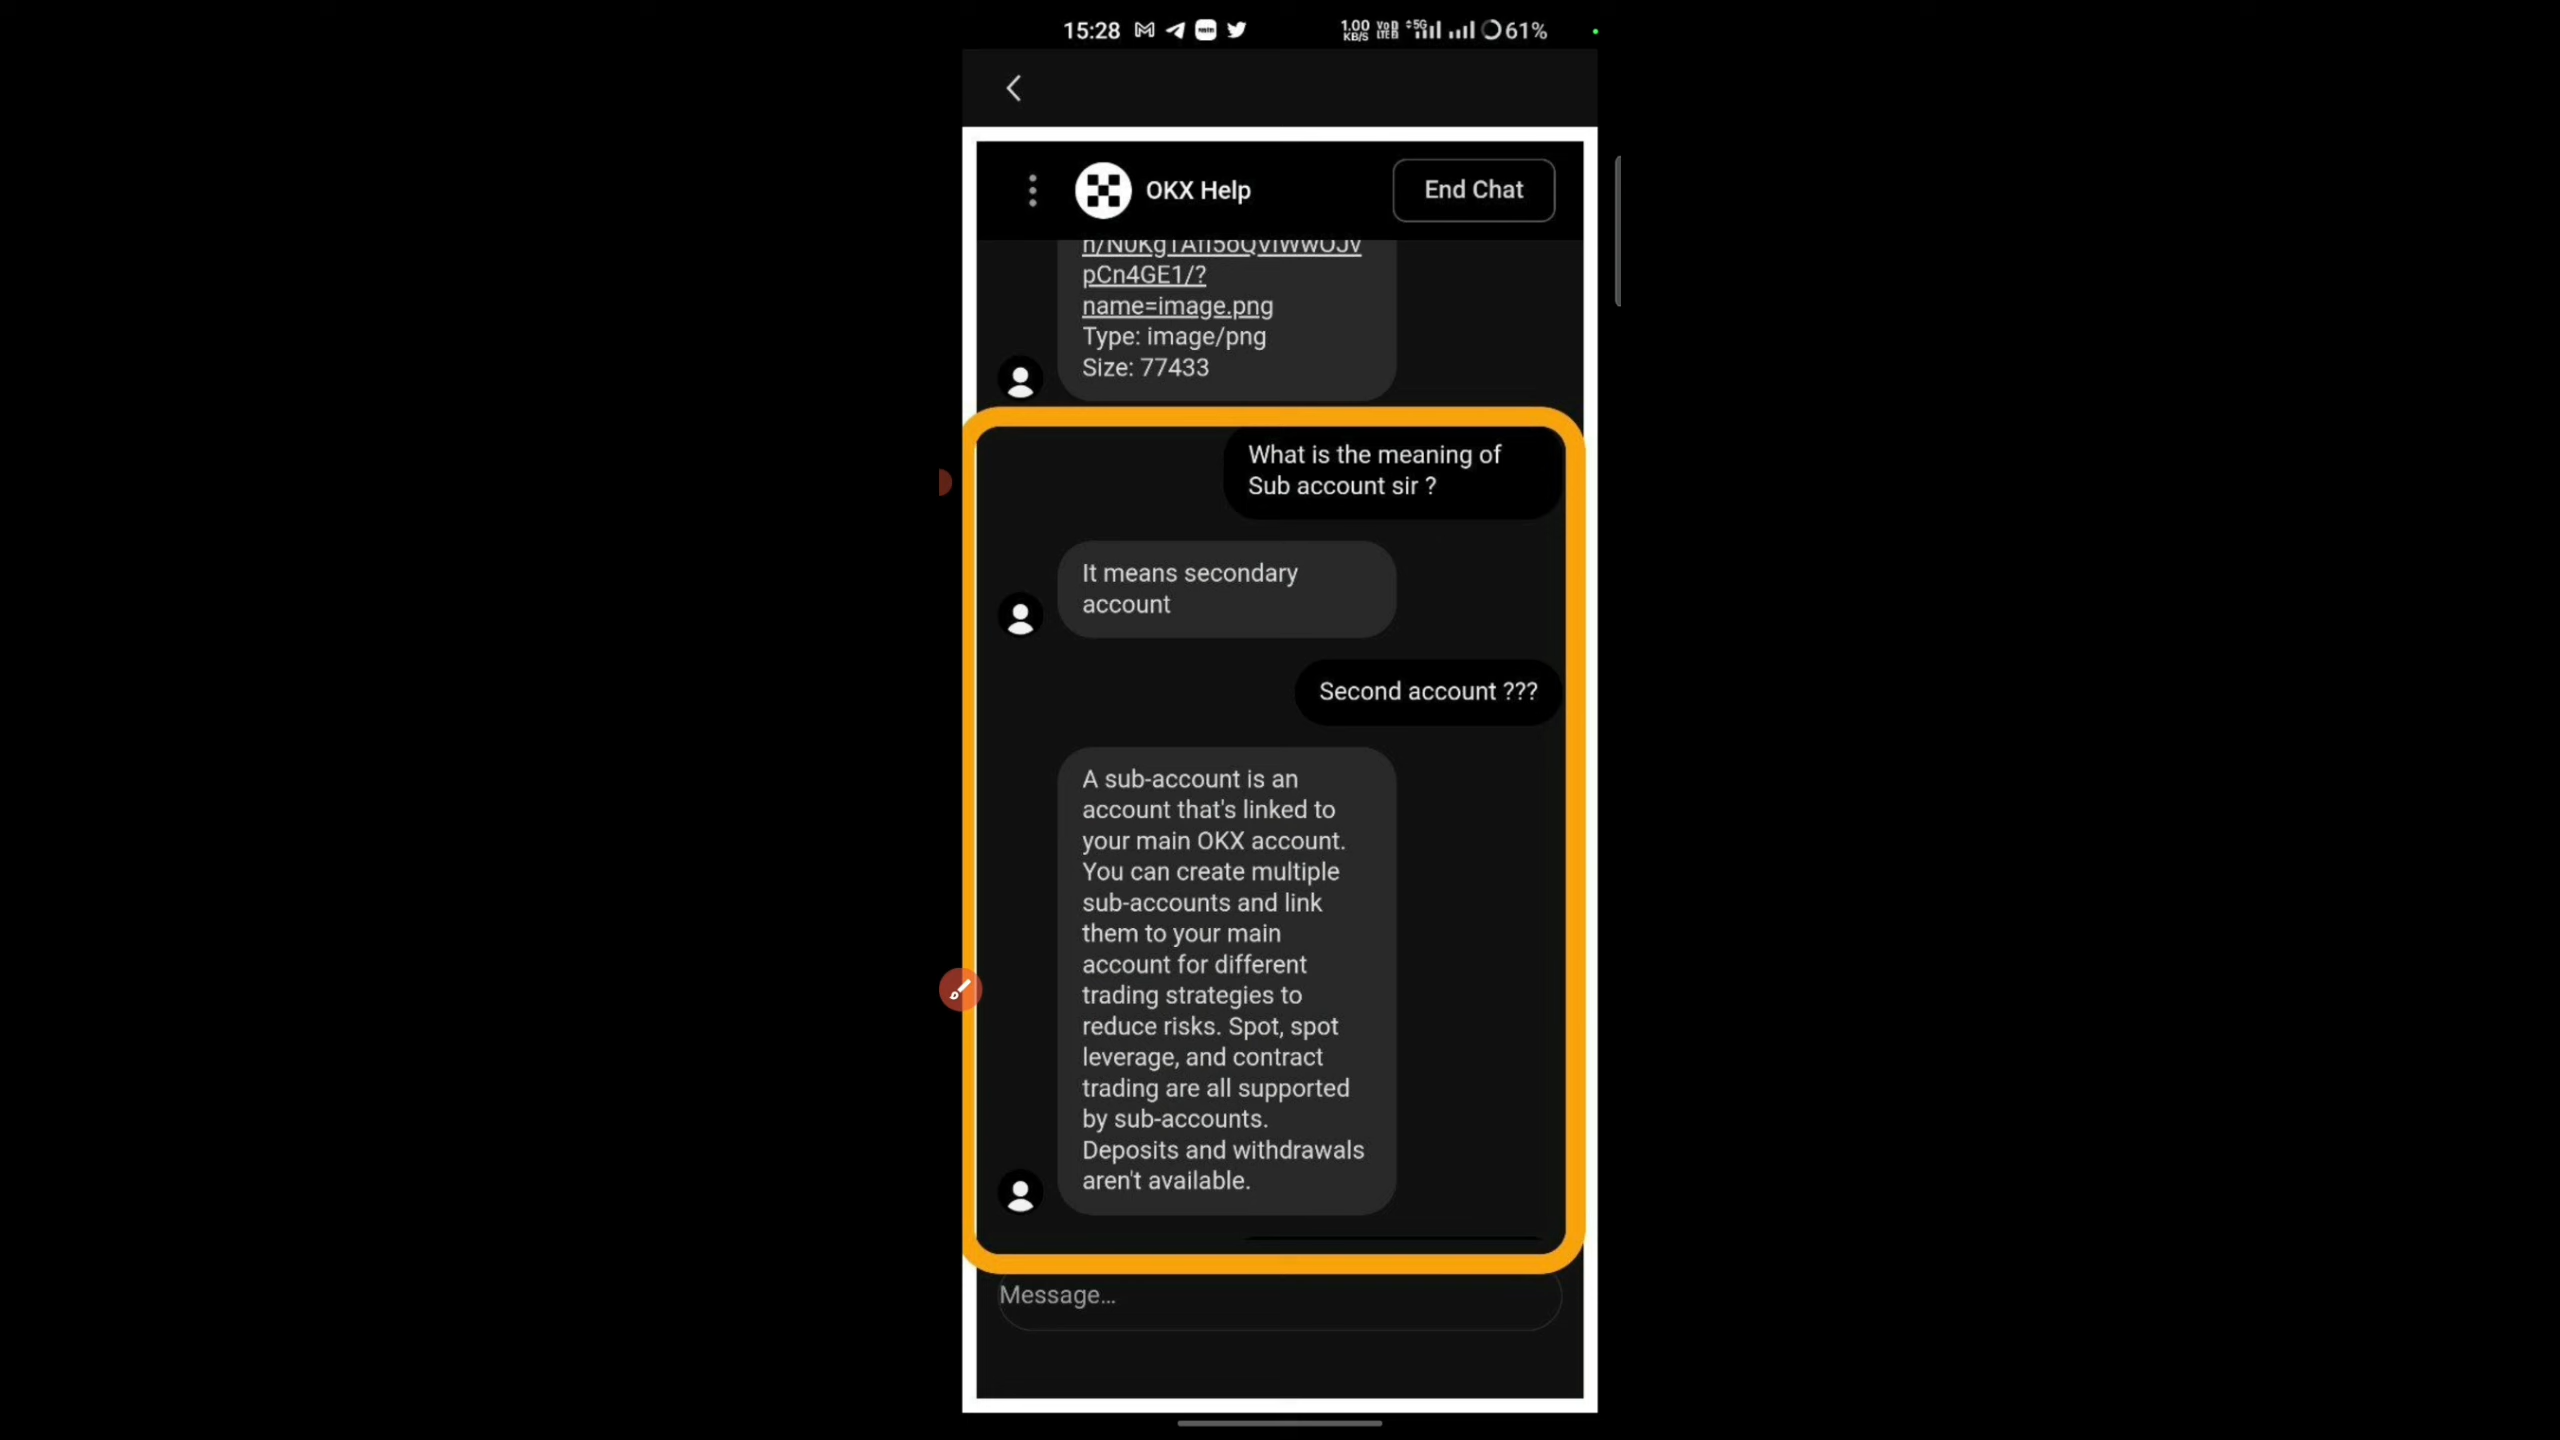 15:28 1.00 KB/S 5G 61%
OKX Help
End Chat
pCn4GE1/?
name=image.png
Type: image/png
Size: 77433
What is the meaning of
Sub account sir ?
It means secondary
account
Second account ???
A sub-account is an
account that's linked to
your main OKX account.
You can create multiple
sub-accounts and link
them to your main
account for different
trading strategies to
reduce risks. Spot, spot
leverage, and contract
trading are all supported
by sub-accounts.
Deposits and withdrawals
aren't available.
Message...